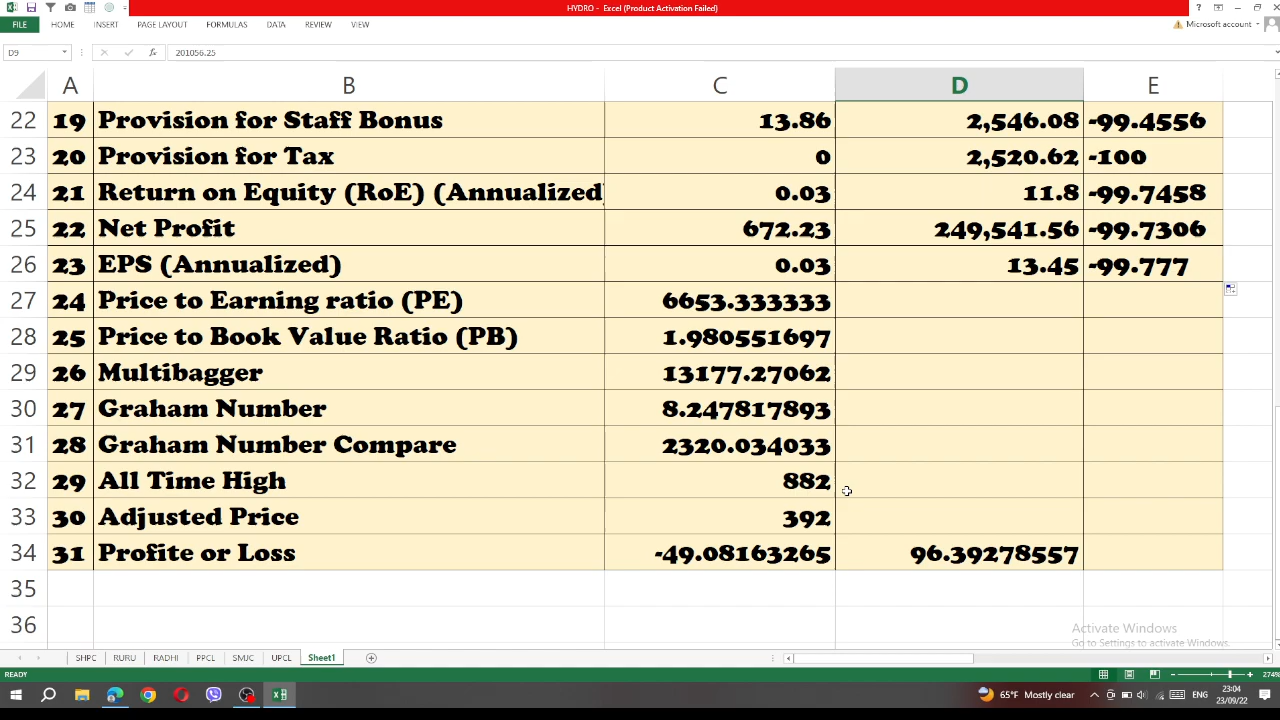 HYDRO - Excel (Product Activation Failed)
FILE HOME INSERT PAGE LAYOUT FORMULAS DATA REVIEW VIEW Microsoft account
D9 fx 201056.25
A B C D E
22 19 Provision for Staff Bonus 13.86 2,546.08 -99.4556
23 20 Provision for Tax 0 2,520.62 -100
24 21 Return on Equity (RoE) (Annualized) 0.03 11.8 -99.7458
25 22 Net Profit 672.23 249,541.56 -99.7306
26 23 EPS (Annualized) 0.03 13.45 -99.777
27 24 Price to Earning ratio (PE) 6653.333333
28 25 Price to Book Value Ratio (PB) 1.980551697
29 26 Multibagger 13177.27062
30 27 Graham Number 8.247817893
31 28 Graham Number Compare 2320.034033
32 29 All Time High 882
33 30 Adjusted Price 392
34 31 Profite or Loss -49.08163265 96.39278557
35
36
Activate Windows
Go to Settings to activate Windows.
SHPC RURU RADHI PPCL SMJC UPCL Sheet1
READY 274%
65°F Mostly clear ENG 23:04
23/09/22